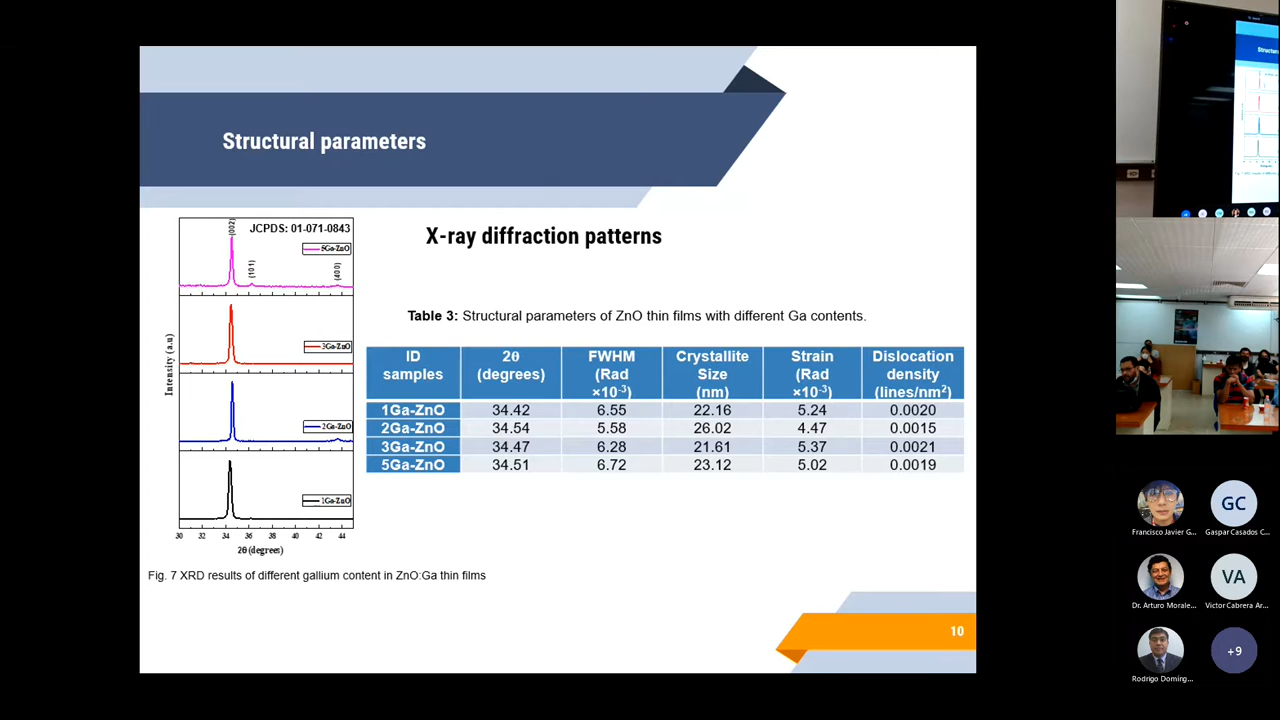 Structural parameters
X-ray diffraction patterns
JCPDS: 01-071-0843
(002)
(101)
(400)
5Ga-ZnO
3Ga-ZnO
2Ga-ZnO
1Ga-ZnO
Intensity (a.u)
30 32 34 36 38 40 42 44
2θ (degrees)
Fig. 7 XRD results of different gallium content in ZnO:Ga thin films
Table 3: Structural parameters of ZnO thin films with different Ga contents.
ID samples 2θ (degrees) FWHM (Rad ×10⁻³) Crystallite Size (nm) Strain (Rad ×10⁻³) Dislocation density (lines/nm²)
1Ga-ZnO 34.42 6.55 22.16 5.24 0.0020
2Ga-ZnO 34.54 5.58 26.02 4.47 0.0015
3Ga-ZnO 34.47 6.28 21.61 5.37 0.0021
5Ga-ZnO 34.51 6.72 23.12 5.02 0.0019
10
GC
Francisco Javier G... Gaspar Casados C...
VA
Dr. Arturo Morale... Victor Cabrera Ar...
+9
Rodrigo Doming...